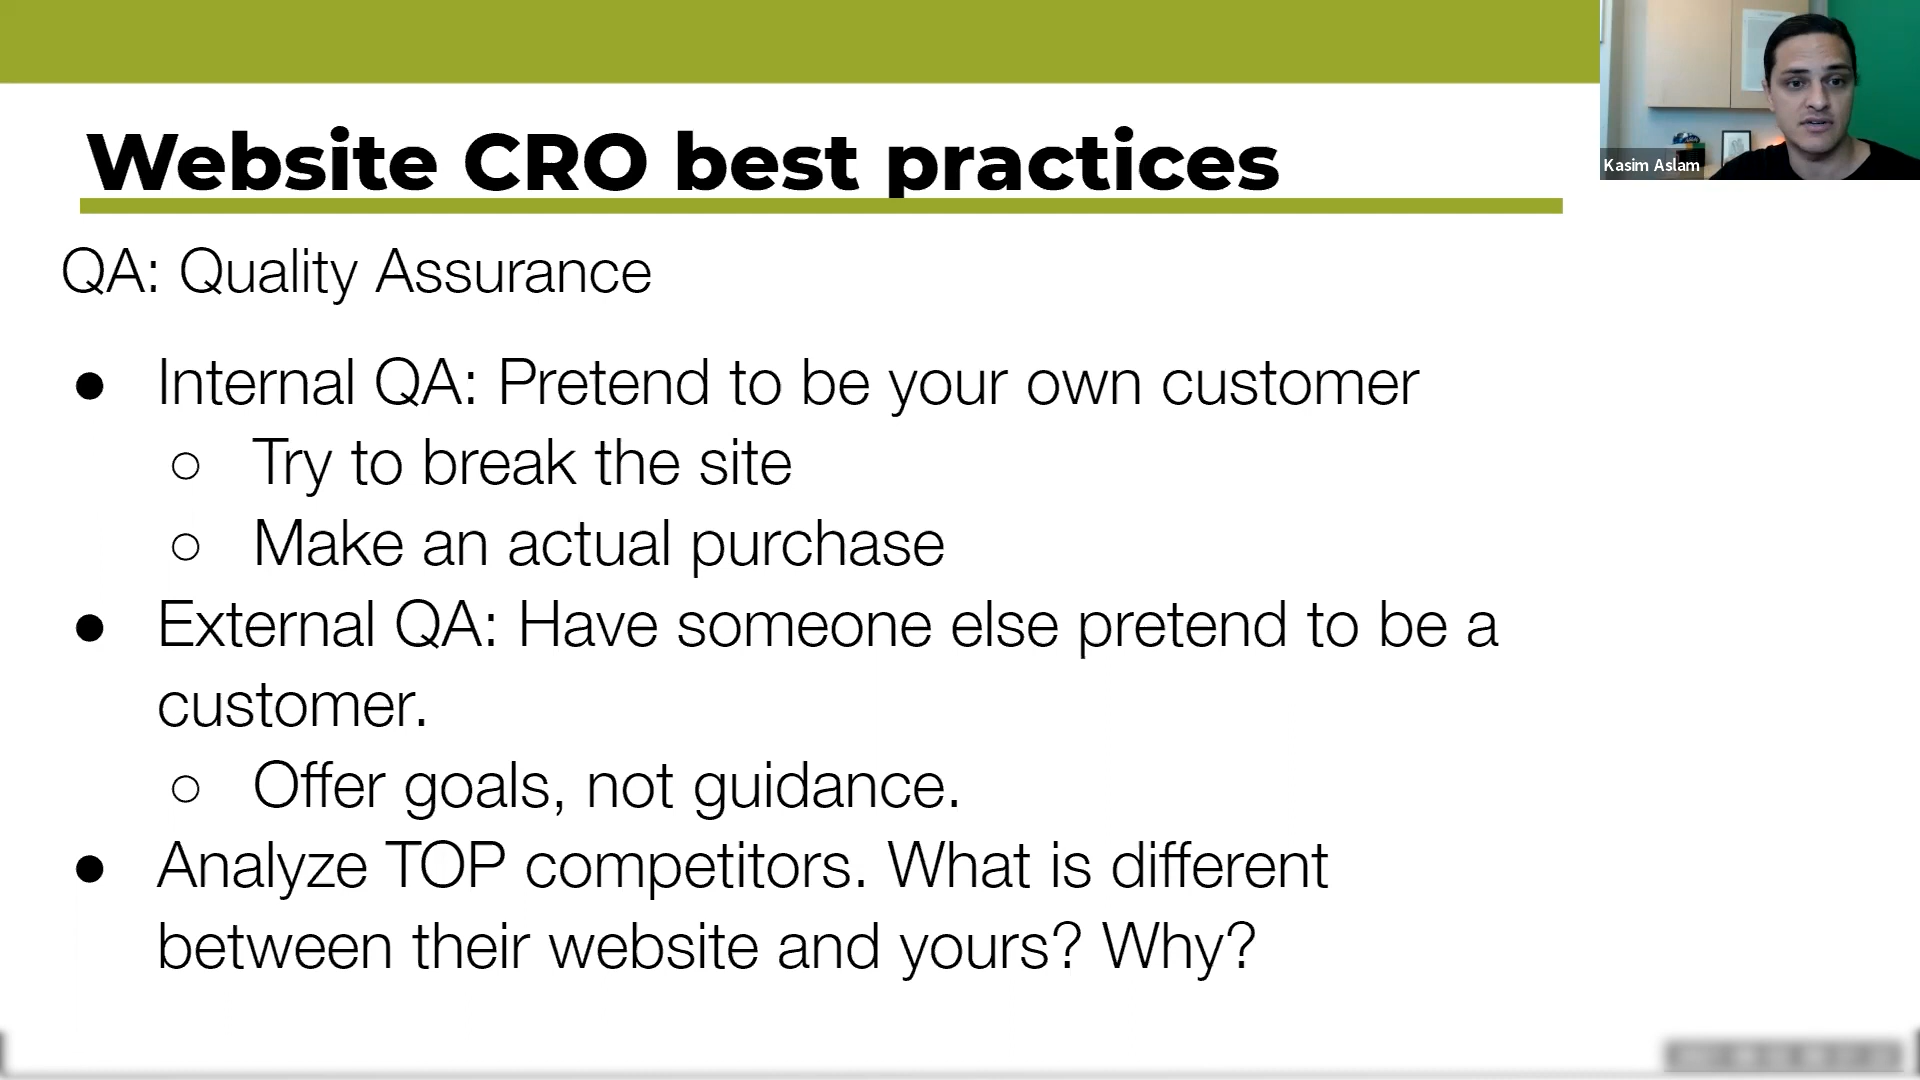 Website CRO best practices
Kasim Aslam
QA: Quality Assurance
● Internal QA: Pretend to be your own customer
○ Try to break the site
○ Make an actual purchase
● External QA: Have someone else pretend to be a
customer.
○ Offer goals, not guidance.
● Analyze TOP competitors. What is different
between their website and yours? Why?